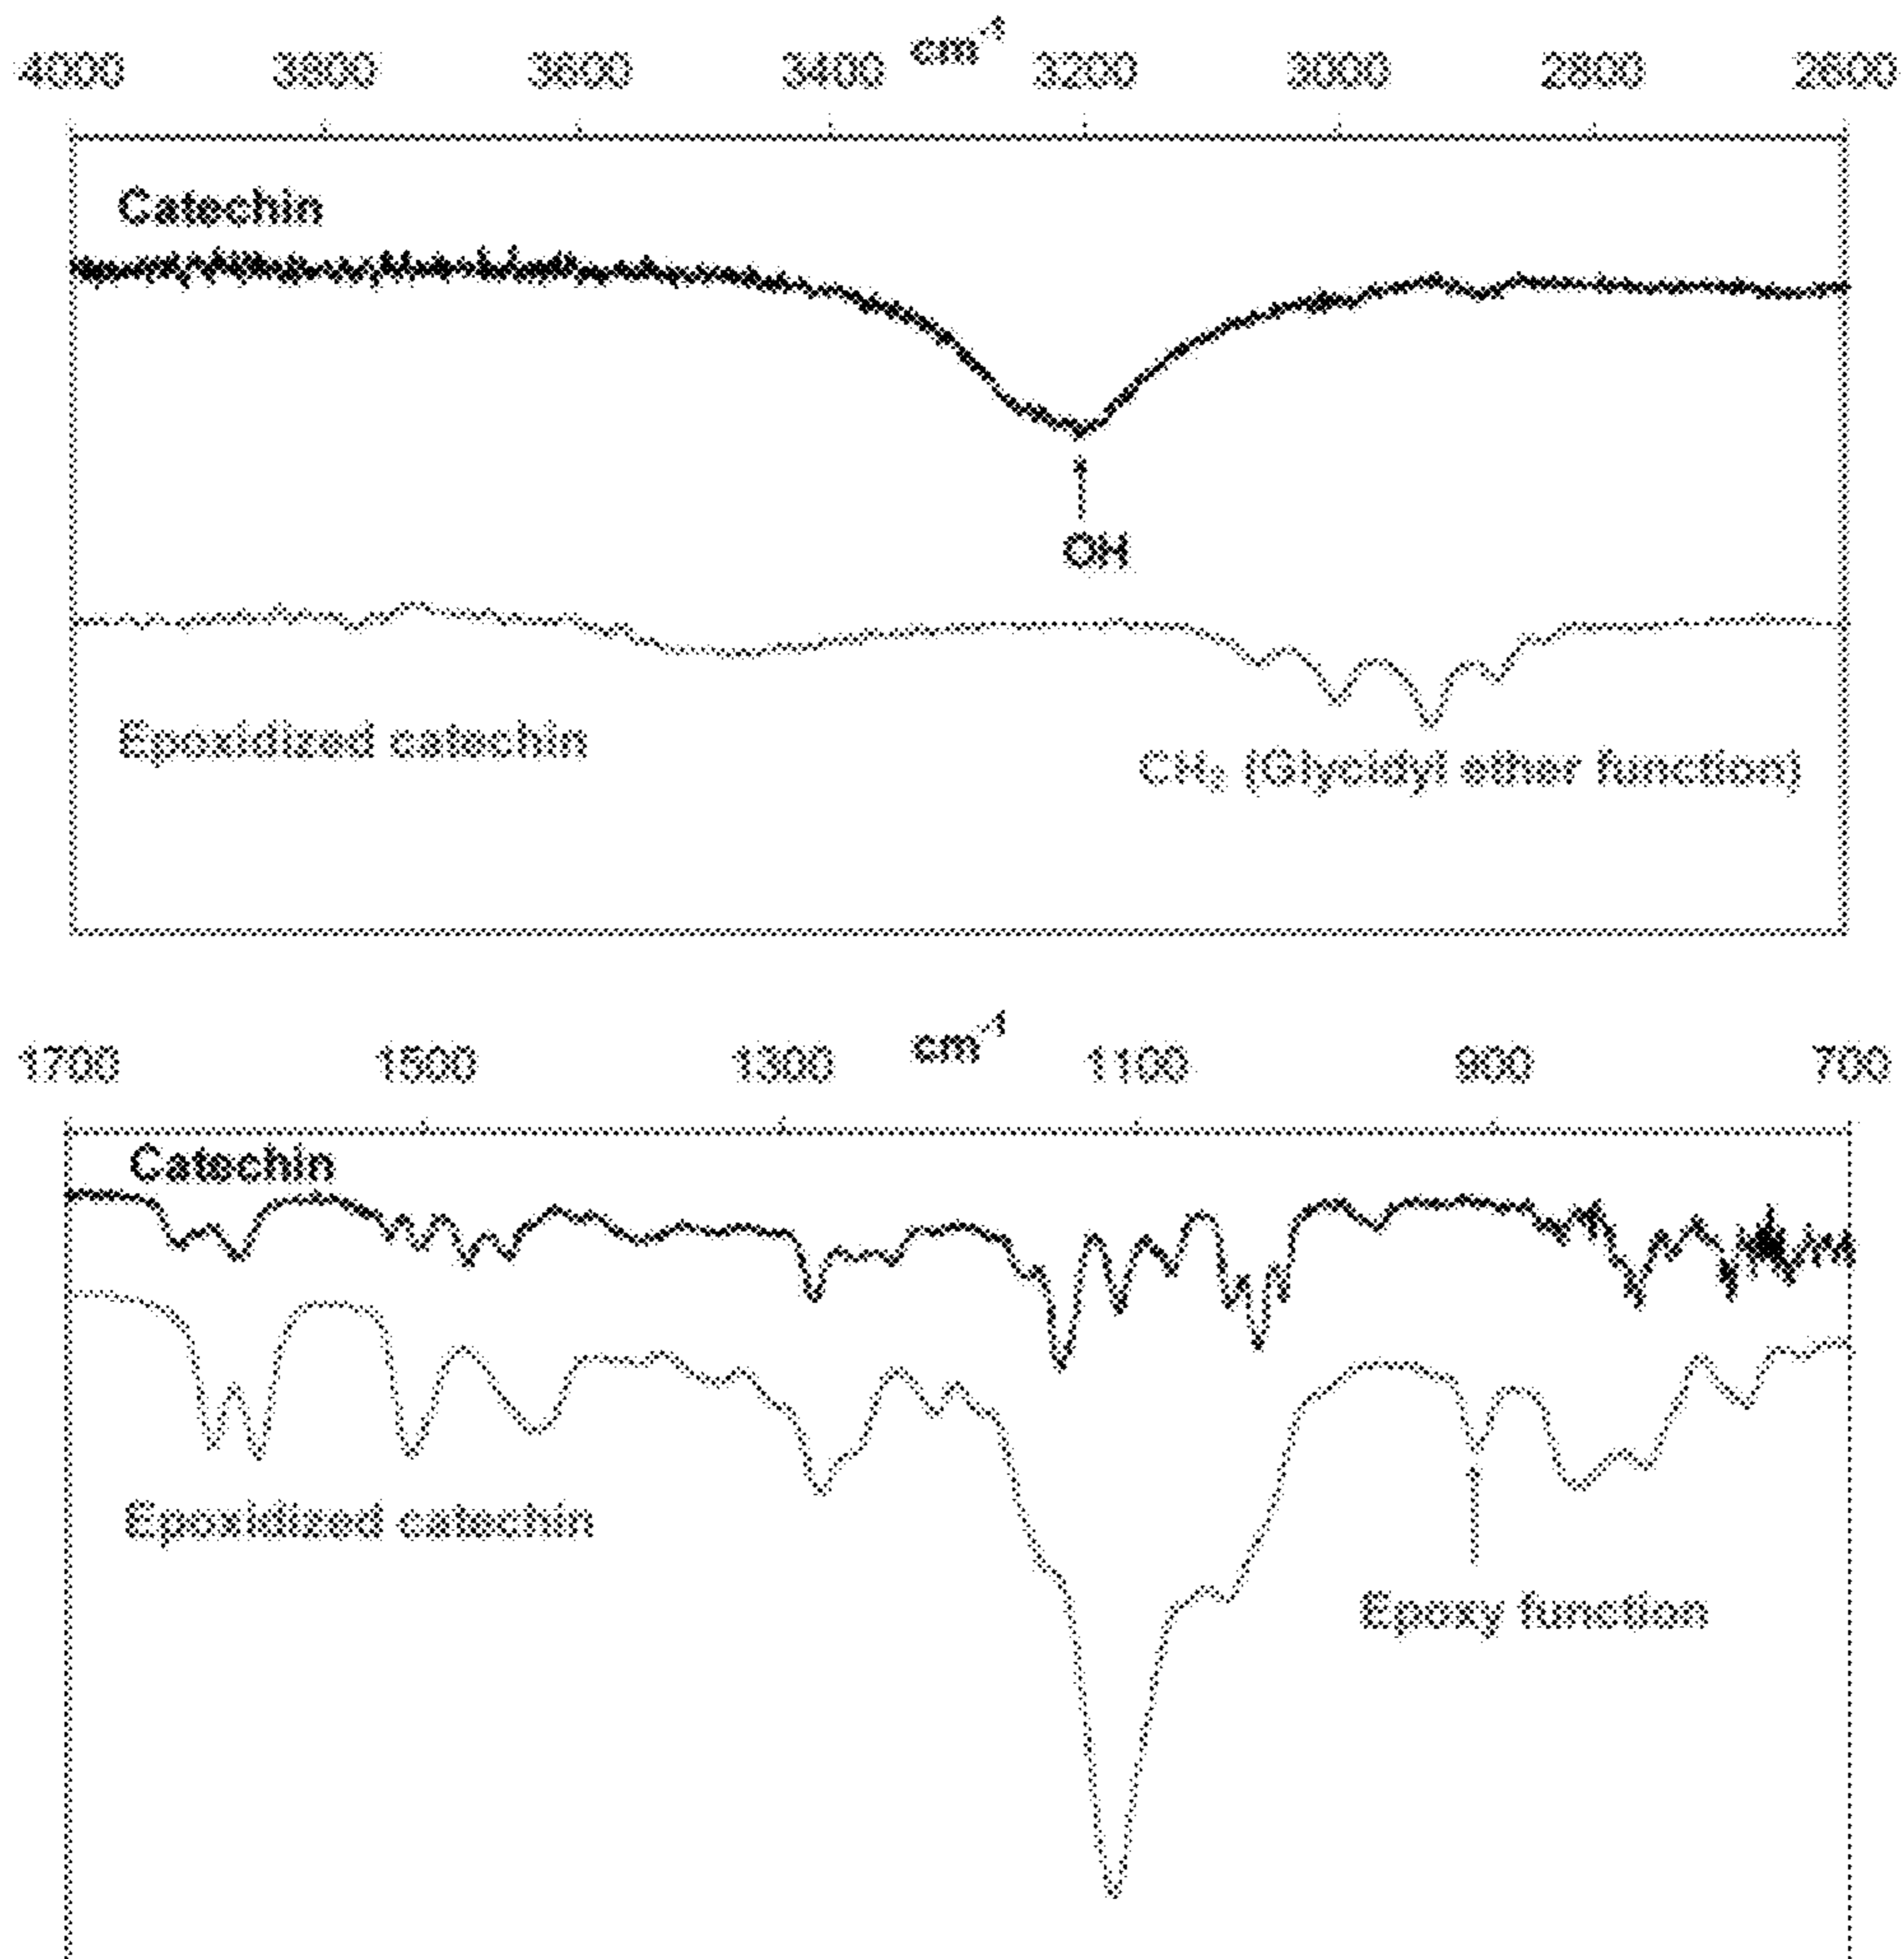 cm⁻¹
4000 3800 3600 3400 3200 3000 2800 2600
Catechin
OH
Epoxidized catechin
CH₂ (Glycidyl ether function)
cm⁻¹
1700 1500 1300 1100 900 700
Catechin
Epoxidized catechin
Epoxy function